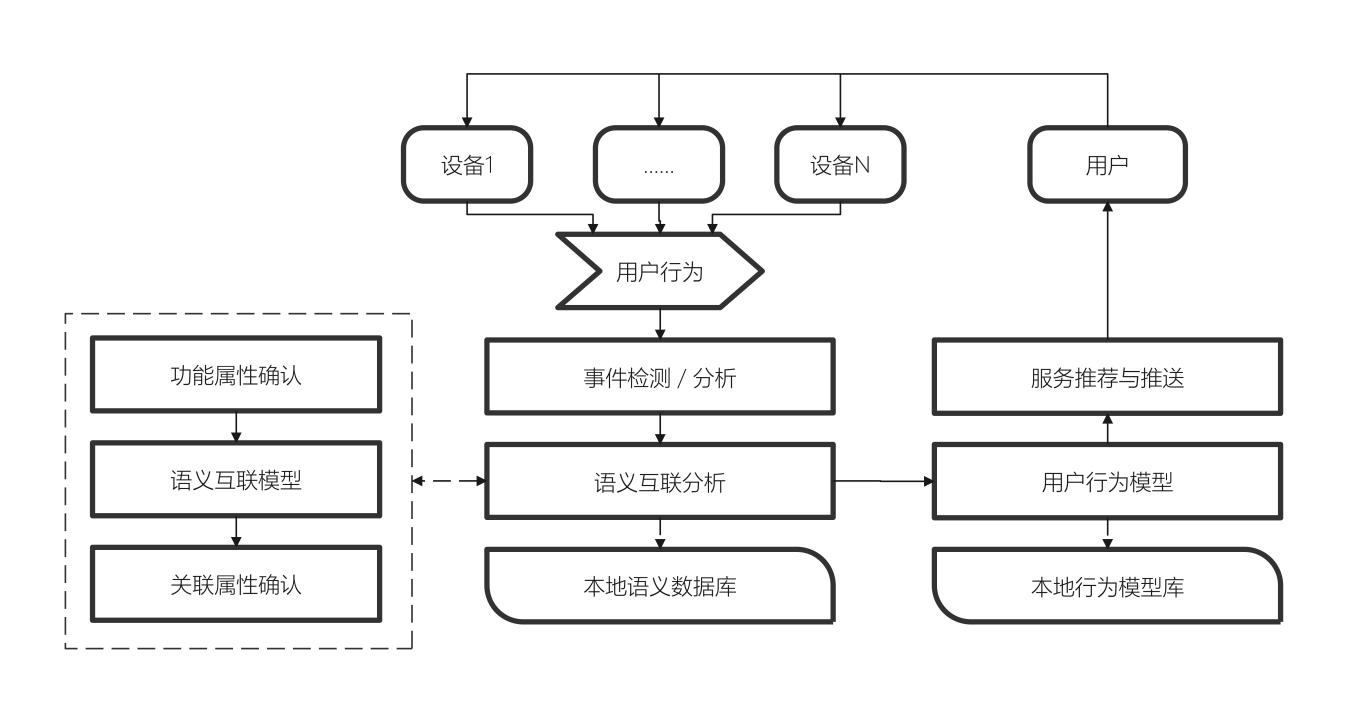 设备1
......
设备N
用户
用户行为
功能属性确认
事件检测 / 分析
服务推荐与推送
语义互联模型
语义互联分析
用户行为模型
关联属性确认
本地语义数据库
本地行为模型库